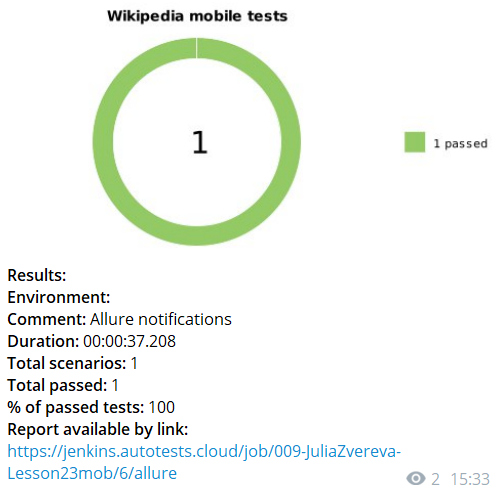 Wikipedia mobile tests
1
1 passed
Results:
Environment:
Comment: Allure notifications
Duration: 00:00:37.208
Total scenarios: 1
Total passed: 1
% of passed tests: 100
Report available by link:
https://jenkins.autotests.cloud/job/009-JuliaZvereva-
Lesson23mob/6/allure
2 15:33